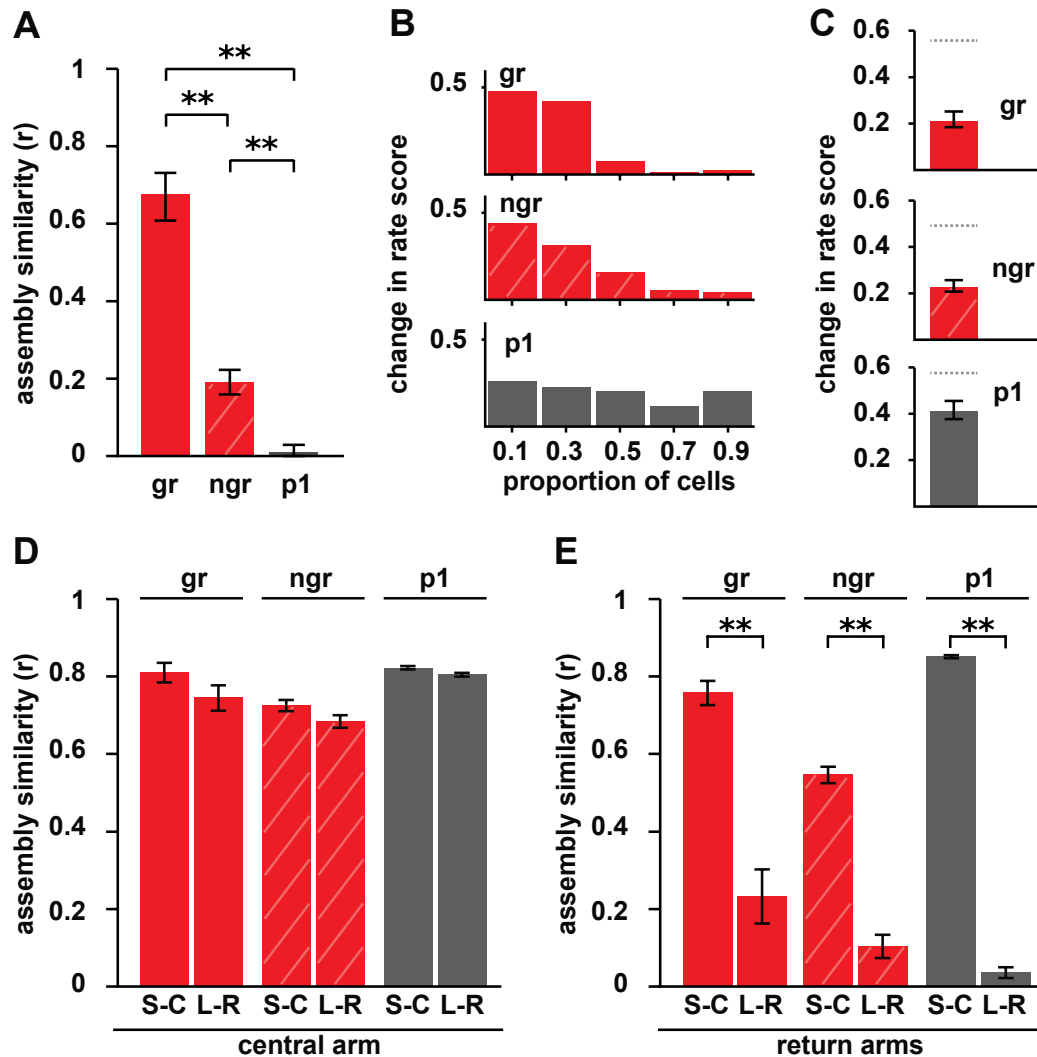 A
assembly similarity (r)
1
0.8
0.6
0.4
0.2
0
**
**
**
gr ngr p1
B
change in rate score
0.5
gr
0.5
ngr
0.5
p1
0.1 0.3 0.5 0.7 0.9
proportion of cells
C
change in rate score
0.6
0.4
0.2
gr
0.6
0.4
0.2
ngr
0.6
0.4
0.2
p1
D
gr ngr p1
assembly similarity (r)
1
0.8
0.6
0.4
0.2
0
S-C L-R S-C L-R S-C L-R
central arm
E
gr ngr p1
** ** **
assembly similarity (r)
1
0.8
0.6
0.4
0.2
0
S-C L-R S-C L-R S-C L-R
return arms